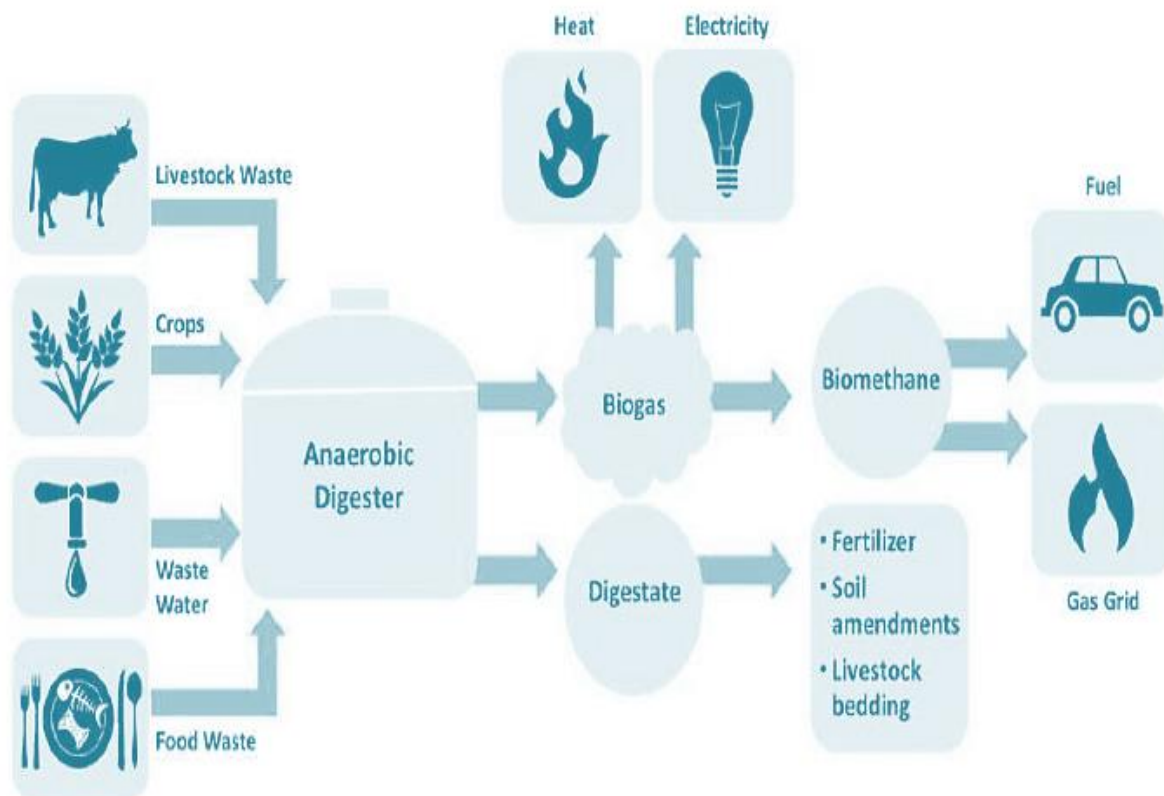 Heat
Electricity
Livestock Waste
Fuel
Crops
Biomethane
Biogas
Anaerobic
Digester
Waste
Water
Digestate
• Fertilizer
• Soil
amendments
• Livestock
bedding
Gas Grid
Food Waste